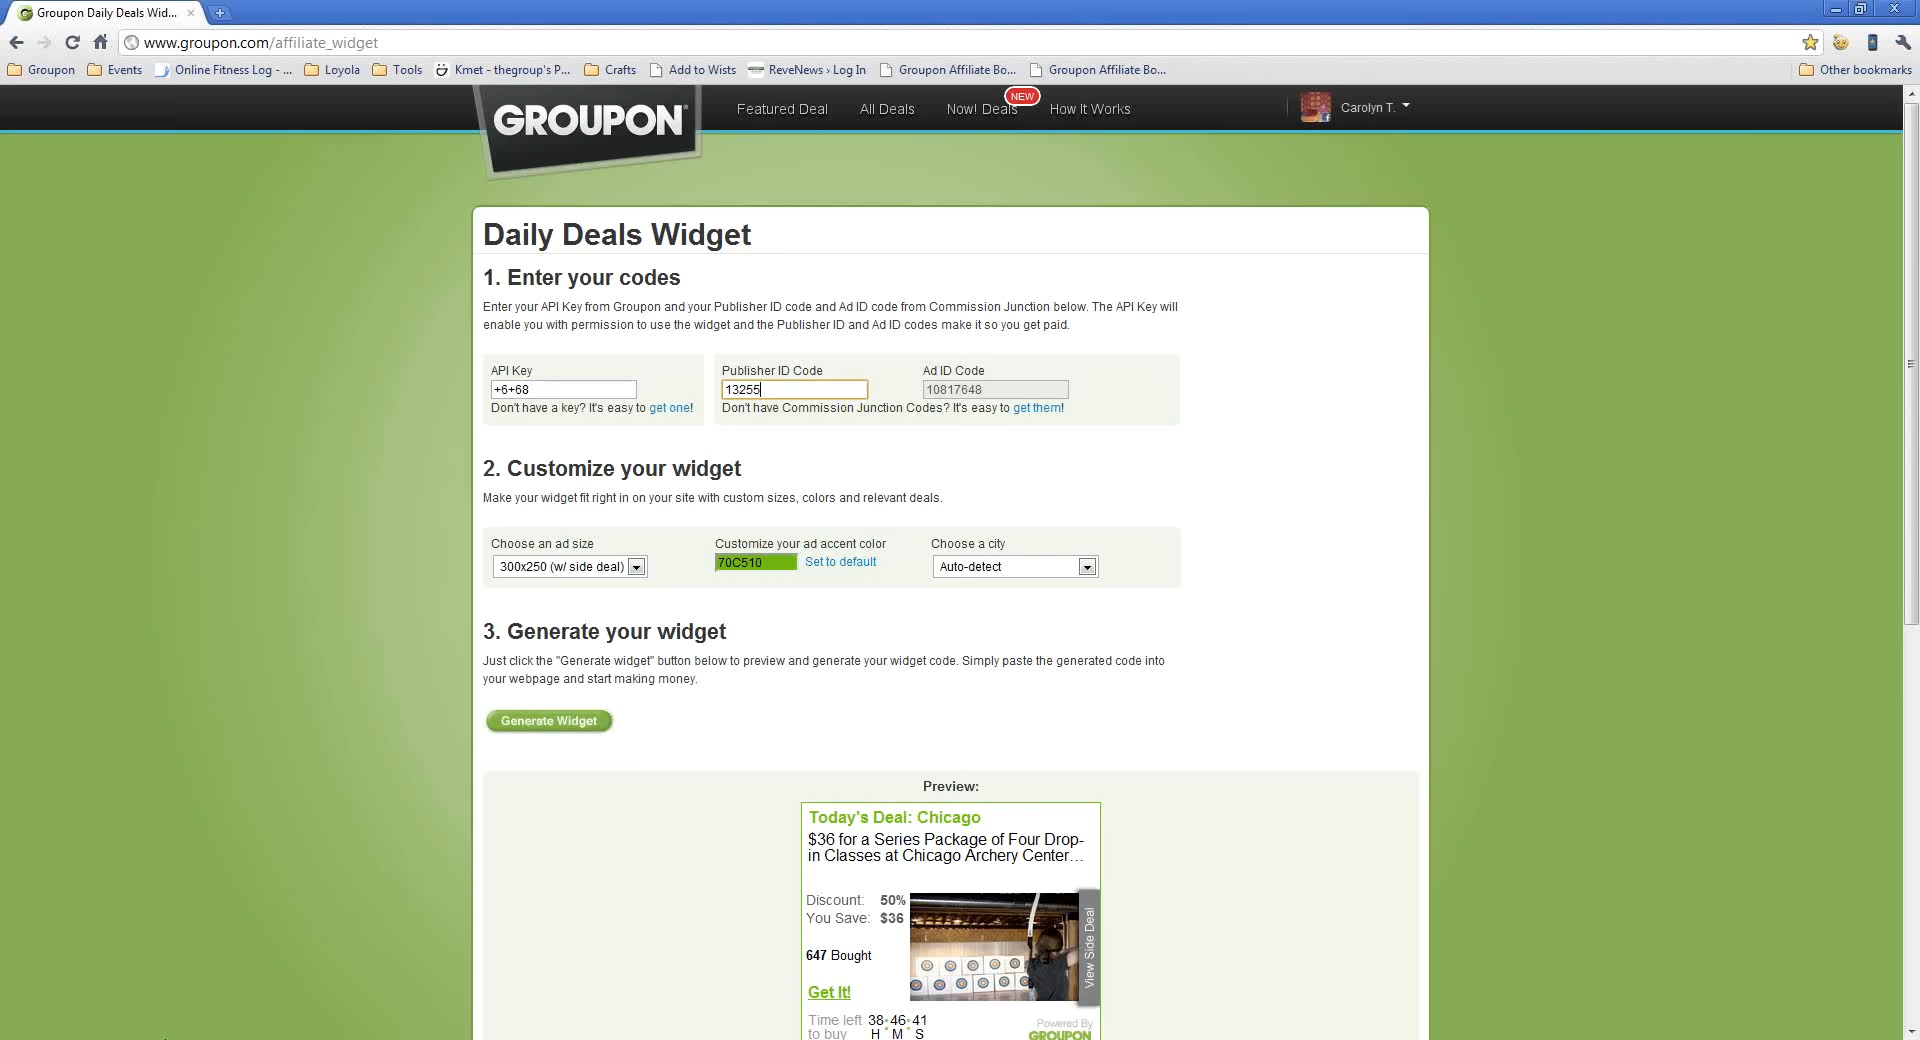 Groupon Daily Deals Wid...
www.groupon.com/affiliate_widget
Groupon Events Online Fitness Log - ... Loyola Tools Kmet - thegroup's P... Crafts Add to Wists ReveNews › Log In Groupon Affiliate Bo... Groupon Affiliate Bo... Other bookmarks
GROUPON
Featured Deal All Deals Now! Deals NEW How It Works Carolyn T.
Daily Deals Widget
1. Enter your codes
Enter your API Key from Groupon and your Publisher ID code and Ad ID code from Commission Junction below. The API Key will
enable you with permission to use the widget and the Publisher ID and Ad ID codes make it so you get paid.
API Key Publisher ID Code Ad ID Code
+6+68 13255 10817648
Don't have a key? It's easy to get one! Don't have Commission Junction Codes? It's easy to get them!
2. Customize your widget
Make your widget fit right in on your site with custom sizes, colors and relevant deals.
Choose an ad size Customize your ad accent color Choose a city
300x250 (w/ side deal) 70C510 Set to default Auto-detect
3. Generate your widget
Just click the "Generate widget" button below to preview and generate your widget code. Simply paste the generated code into
your webpage and start making money.
Generate Widget
Preview:
Today's Deal: Chicago
$36 for a Series Package of Four Drop-
in Classes at Chicago Archery Center...
Discount: 50%
You Save: $36
647 Bought
View Side Deal
Get It!
Time left 38 46 41
to buy H M S
Powered By
GROUPON